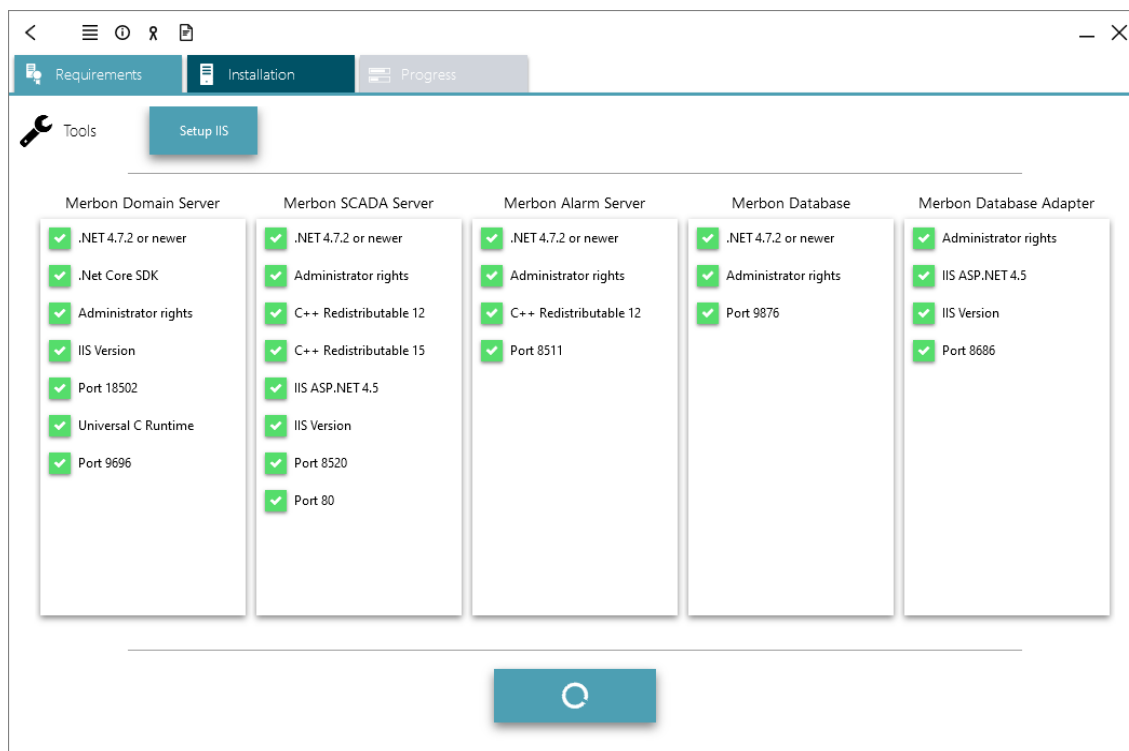 Requirements
Installation
Progress
Tools
Setup IIS
Merbon Domain Server
.NET 4.7.2 or newer
.Net Core SDK
Administrator rights
IIS Version
Port 18502
Universal C Runtime
Port 9696
Merbon SCADA Server
.NET 4.7.2 or newer
Administrator rights
C++ Redistributable 12
C++ Redistributable 15
IIS ASP.NET 4.5
IIS Version
Port 8520
Port 80
Merbon Alarm Server
.NET 4.7.2 or newer
Administrator rights
C++ Redistributable 12
Port 8511
Merbon Database
.NET 4.7.2 or newer
Administrator rights
Port 9876
Merbon Database Adapter
Administrator rights
IIS ASP.NET 4.5
IIS Version
Port 8686